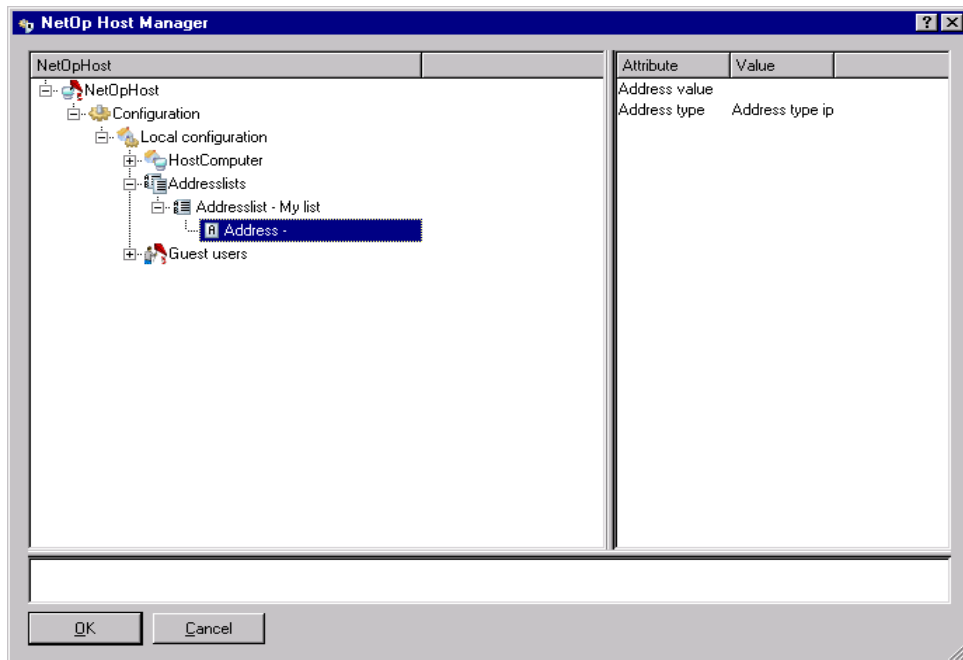 NetOp Host Manager
NetOpHost
Attribute Value
NetOpHost
Address value
Configuration
Address type Address type ip
Local configuration
HostComputer
Addresslists
Addresslist - My list
A Address -
Guest users
OK Cancel